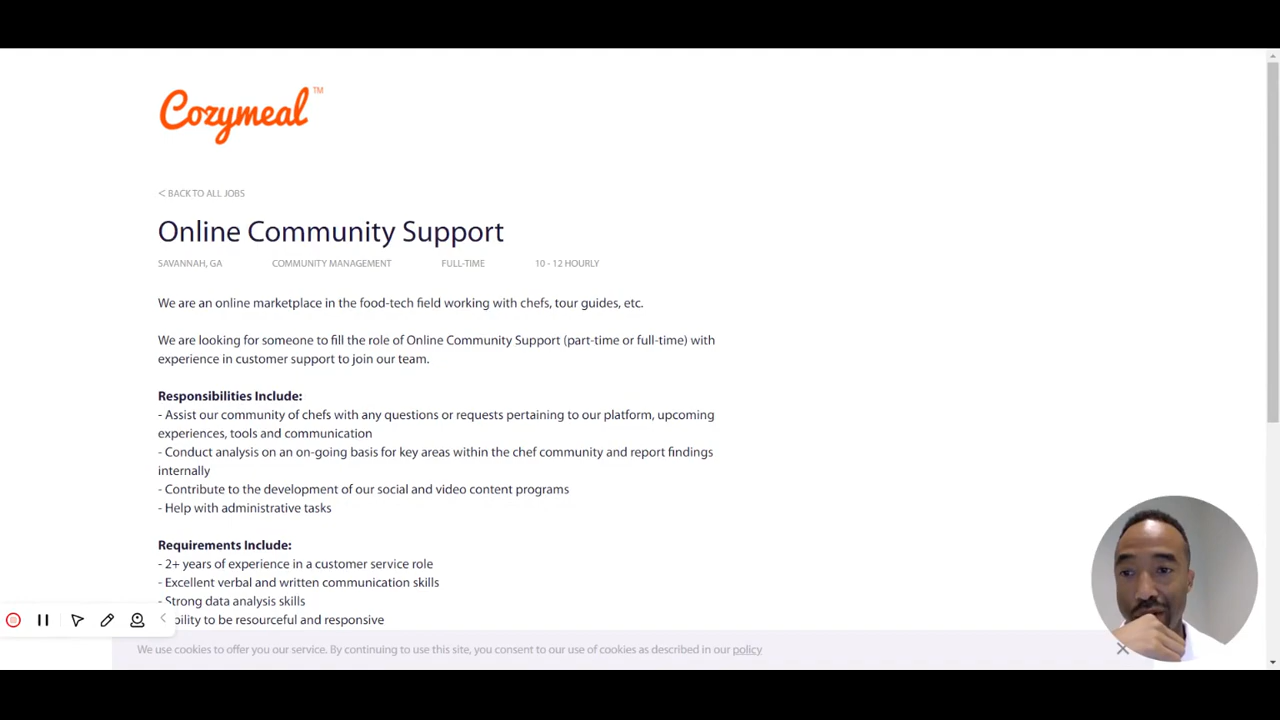 Cozymeal™
< BACK TO ALL JOBS
Online Community Support
SAVANNAH, GA COMMUNITY MANAGEMENT FULL-TIME 10 - 12 HOURLY
We are an online marketplace in the food-tech field working with chefs, tour guides, etc.
We are looking for someone to fill the role of Online Community Support (part-time or full-time) with
experience in customer support to join our team.
Responsibilities Include:
- Assist our community of chefs with any questions or requests pertaining to our platform, upcoming
experiences, tools and communication
- Conduct analysis on an on-going basis for key areas within the chef community and report findings
internally
- Contribute to the development of our social and video content programs
- Help with administrative tasks
Requirements Include:
- 2+ years of experience in a customer service role
- Excellent verbal and written communication skills
- Strong data analysis skills
bility to be resourceful and responsive
We use cookies to offer you our service. By continuing to use this site, you consent to our use of cookies as described in our policy